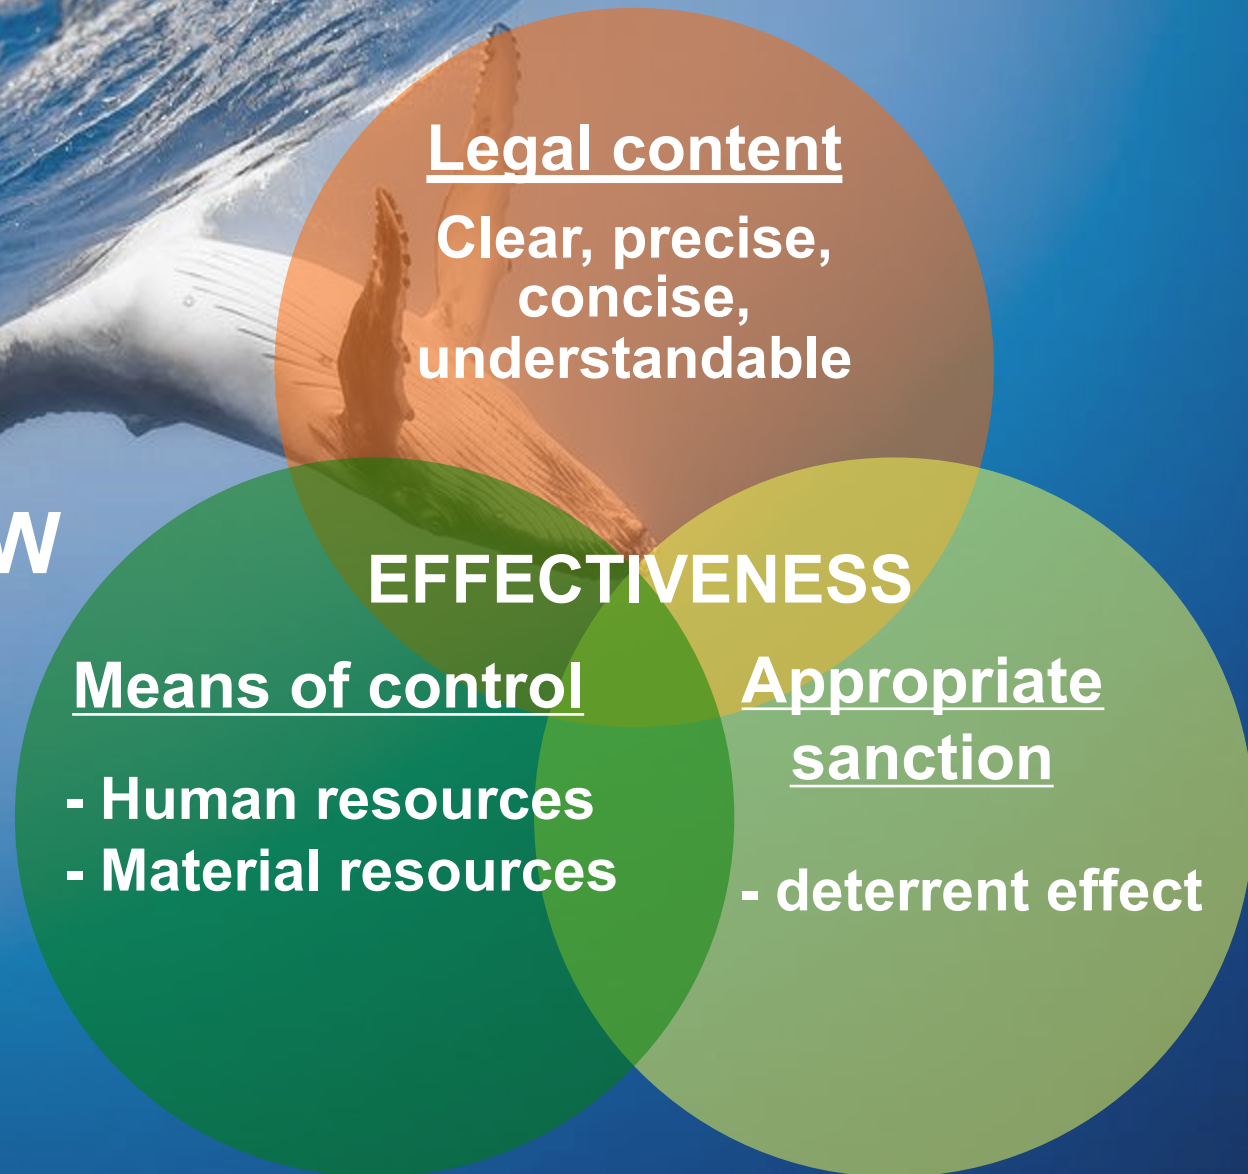 Legal content
Clear, precise,
concise,
understandable
W
EFFECTIVENESS
Means of control
- Human resources
- Material resources
Appropriate
sanction
- deterrent effect